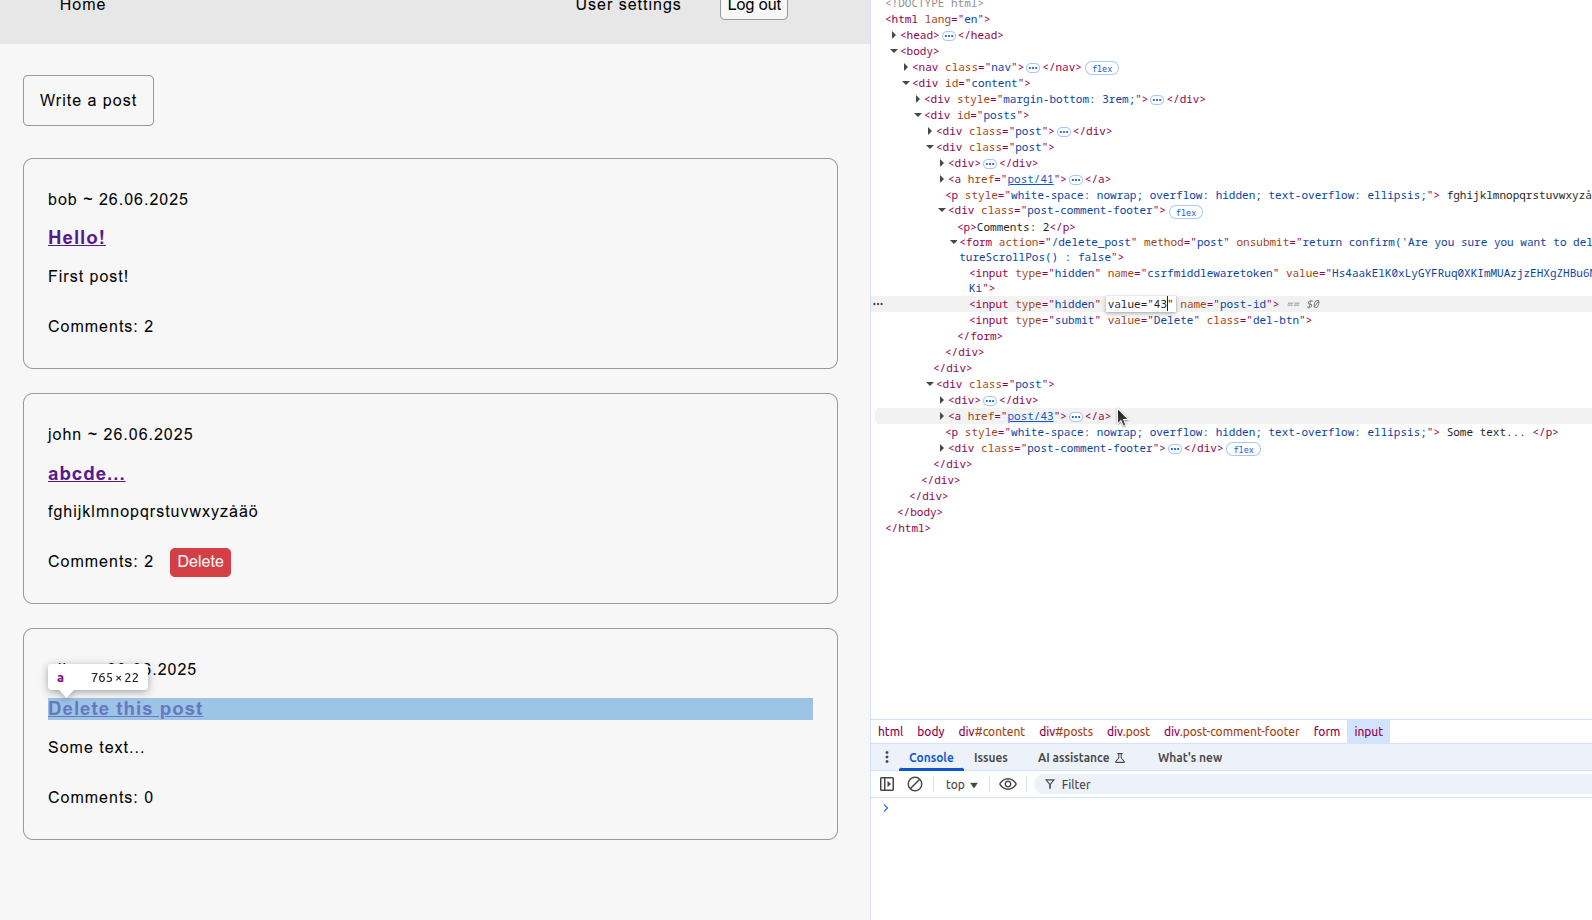 Home
User settings
Log out
Write a post
bob ~ 26.06.2025
Hello!
First post!
Comments: 2
john ~ 26.06.2025
abcde...
fghijklmnopqrstuvwxyzåäö
Comments: 2
Delete
26.06.2025
a 765×22
Delete this post
Some text...
Comments: 0
<!DOCTYPE html>
<html lang="en">
<head> ••• </head>
<body>
<nav class="nav"> ••• </nav> flex
<div id="content">
<div style="margin-bottom: 3rem;"> ••• </div>
<div id="posts">
<div class="post"> ••• </div>
<div class="post">
<div> ••• </div>
<a href="post/41"> ••• </a>
<p style="white-space: nowrap; overflow: hidden; text-overflow: ellipsis;"> fghijklmnopqrstuvwxyzå
<div class="post-comment-footer"> flex
<p>Comments: 2</p>
<form action="/delete_post" method="post" onsubmit="return confirm('Are you sure you want to del
tureScrollPos() : false">
<input type="hidden" name="csrfmiddlewaretoken" value="Hs4aakElK0xLyGYFRuq0XKImMUAzjzEHXgZHBu6
Ki">
••• <input type="hidden" value="43" name="post-id"> == $0
<input type="submit" value="Delete" class="del-btn">
</form>
</div>
</div>
<div class="post">
<div> ••• </div>
<a href="post/43"> ••• </a>
<p style="white-space: nowrap; overflow: hidden; text-overflow: ellipsis;"> Some text... </p>
<div class="post-comment-footer"> ••• </div> flex
</div>
</div>
</div>
</body>
</html>
html body div#content div#posts div.post div.post-comment-footer form input
Console Issues AI assistance What's new
top Filter